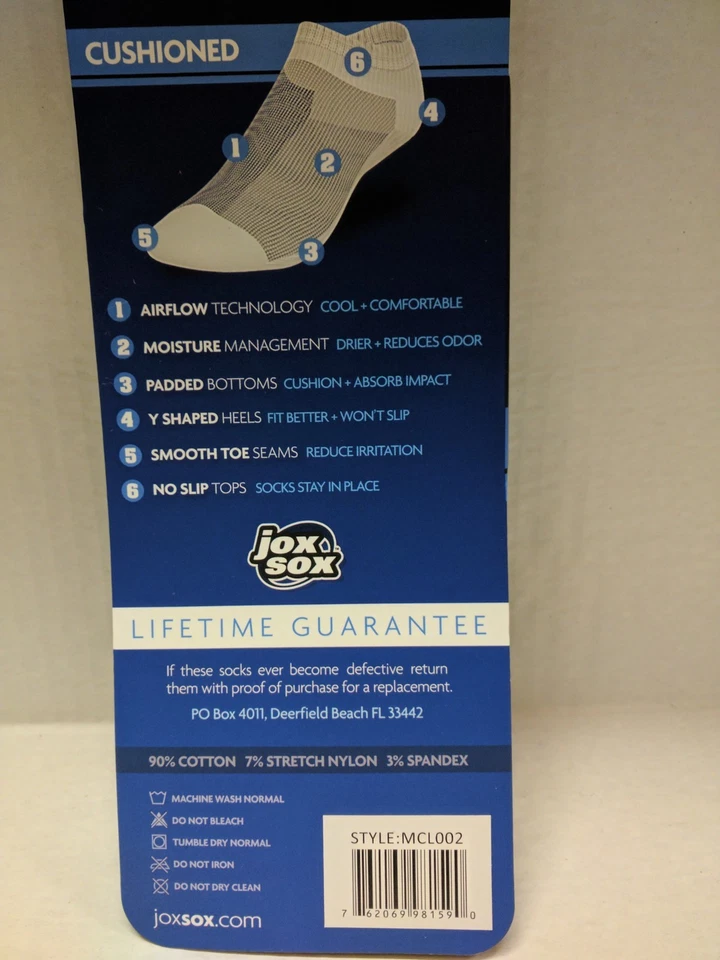 CUSHIONED
6
4
1
2
5
3
1 AIRFLOW TECHNOLOGY COOL + COMFORTABLE
2 MOISTURE MANAGEMENT DRIER + REDUCES ODOR
3 PADDED BOTTOMS CUSHION + ABSORB IMPACT
4 Y SHAPED HEELS FIT BETTER + WON'T SLIP
5 SMOOTH TOE SEAMS REDUCE IRRITATION
6 NO SLIP TOPS SOCKS STAY IN PLACE
jox
sox
LIFETIME GUARANTEE
If these socks ever become defective return
them with proof of purchase for a replacement.
PO Box 4011, Deerfield Beach FL 33442
90% COTTON 7% STRETCH NYLON 3% SPANDEX
MACHINE WASH NORMAL
DO NOT BLEACH
TUMBLE DRY NORMAL
DO NOT IRON
DO NOT DRY CLEAN
joxsox.com
STYLE:MCL002
7 62069 98159 0